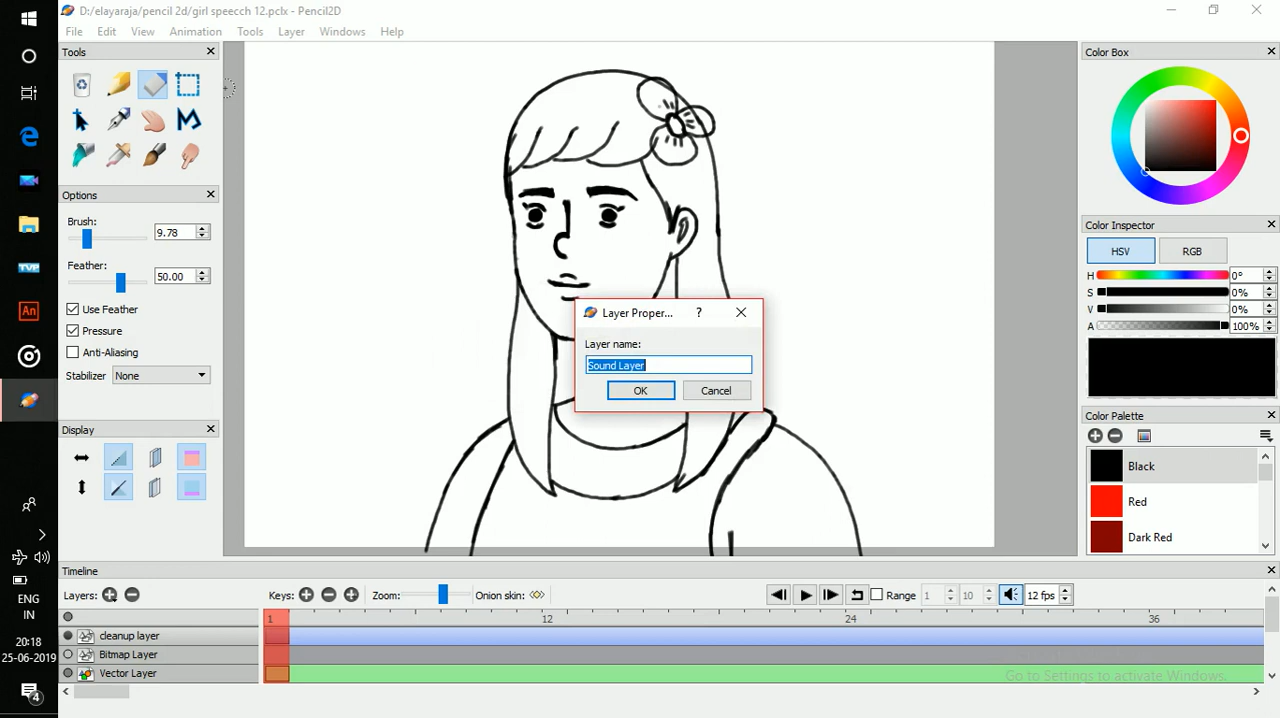 D:/elayaraja/pencil 2d/girl speecch 12.pclx - Pencil2D
File Edit View Animation Tools Layer Windows Help
Tools
Options
Brush:
9.78
Feather:
50.00
Use Feather
Pressure
Anti-Aliasing
Stabilizer None
Display
Layer Proper... ?
Layer name:
Sound Layer
OK Cancel
Color Box
Color Inspector
HSV RGB
H 0°
S 0%
V 0%
A 100%
Color Palette
Black
Red
Dark Red
Timeline
Layers: Keys: Zoom: Onion skin: Range 1 10 12 fps
1 12 24 36
cleanup layer
Bitmap Layer
Vector Layer
Go to Settings to activate Windows.
TVP
An
ENG
IN
20:18
25-06-2019
4